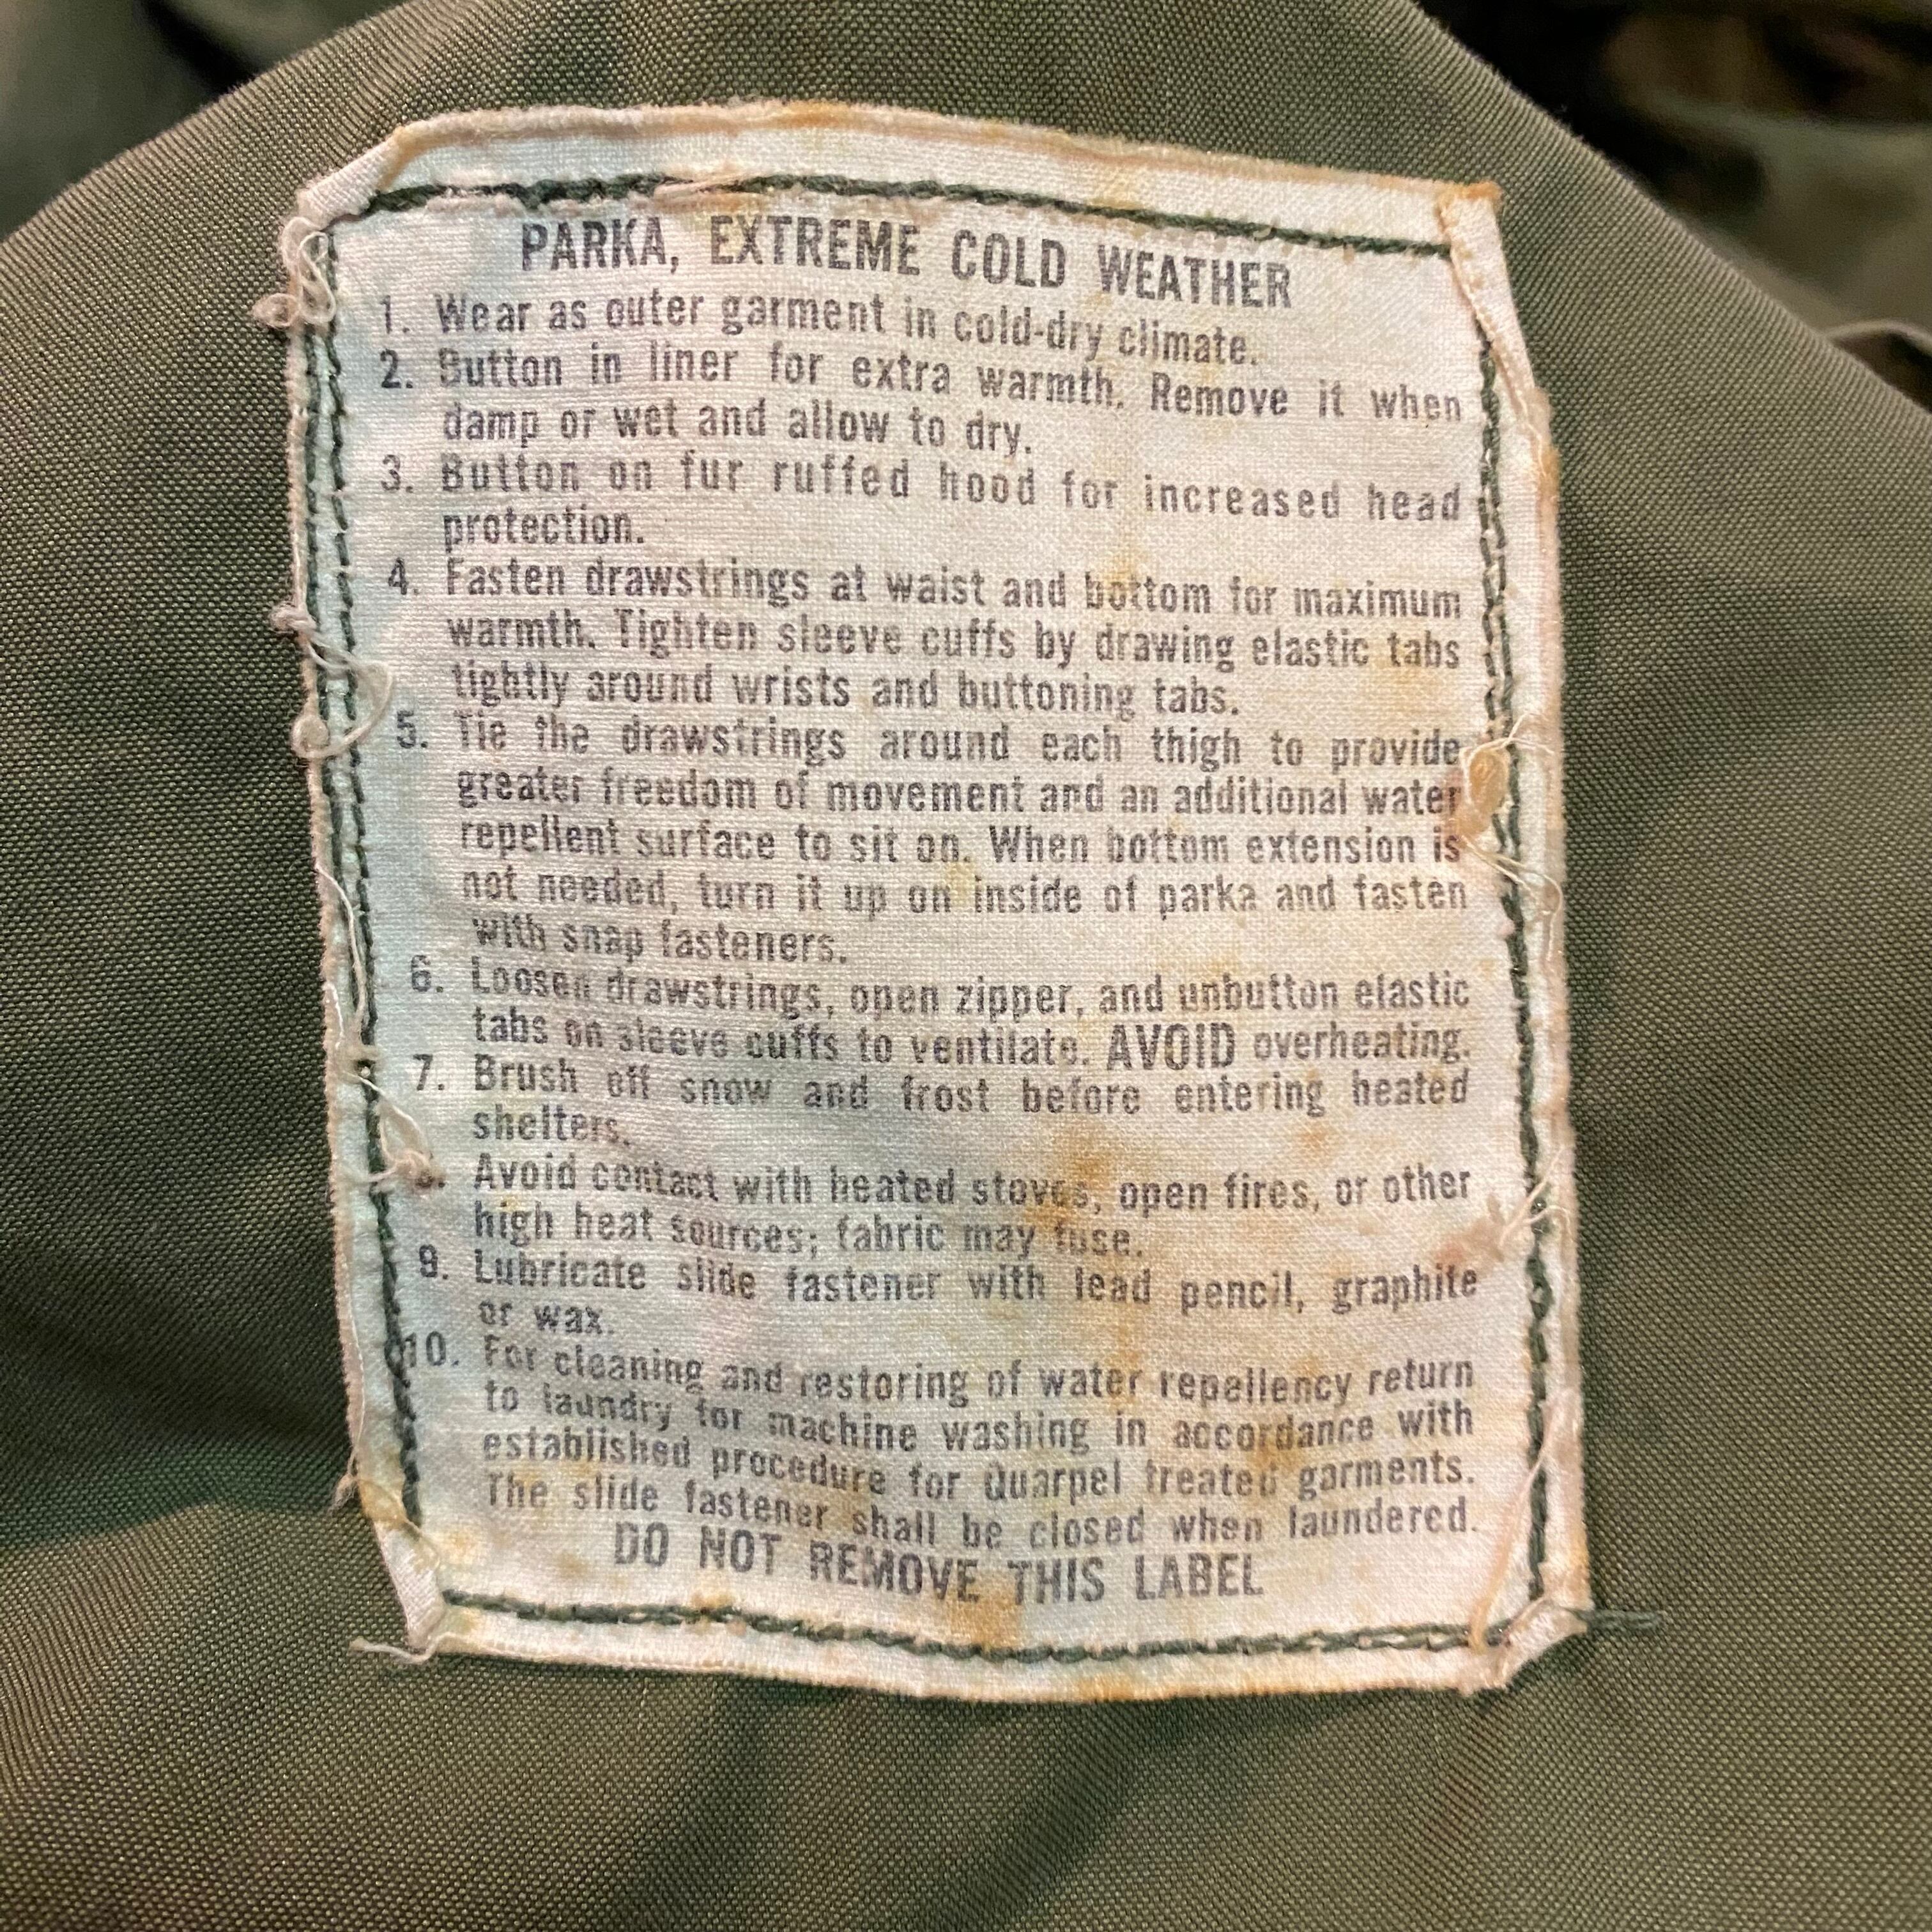 PARKA, EXTREME COLD WEATHER
1. Wear as outer garment in cold-dry climate.
2. Button in liner for extra warmth. Remove it when
damp or wet and allow to dry.
3. Button on fur ruffed hood for increased head
protection.
4. Fasten drawstrings at waist and bottom for maximum
warmth. Tighten sleeve cuffs by drawing elastic tabs
tightly around wrists and buttoning tabs.
5. Tie the drawstrings around each thigh to provide
greater freedom of movement and an additional water
repellent surface to sit on. When bottom extension is
not needed, turn it up on inside of parka and fasten
with snap fasteners.
6. Loosen drawstrings, open zipper, and unbutton elastic
tabs on sleeve cuffs to ventilate. AVOID overheating.
7. Brush off snow and frost before entering heated
shelters.
Avoid contact with heated stoves, open fires, or other
high heat sources; fabric may fuse.
9. Lubricate slide fastener with lead pencil, graphite
or wax.
10. For cleaning and restoring of water repellency return
to laundry for machine washing in accordance with
established procedure for Quarpel treated garments.
The slide fastener shall be closed when laundered.
DO NOT REMOVE THIS LABEL